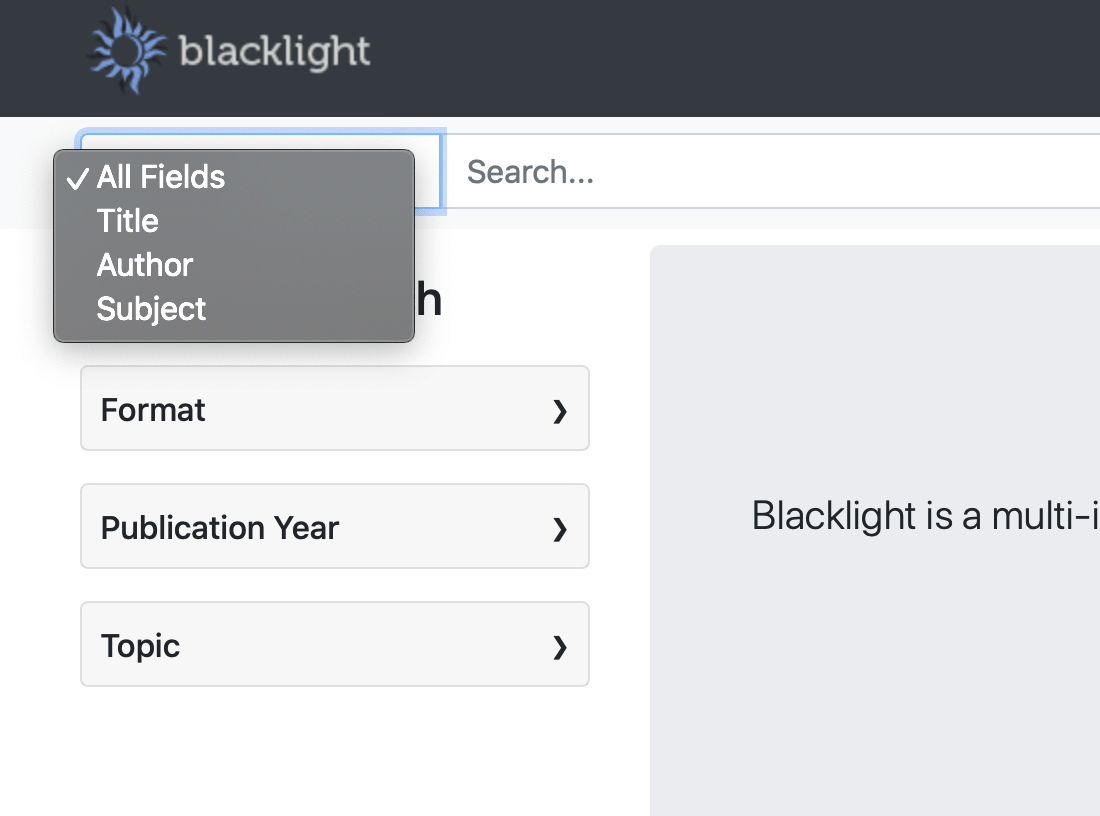 blacklight
Search...
✓ All Fields
Title
Author
Subject
h
Format
Publication Year
Topic
Blacklight is a multi-i